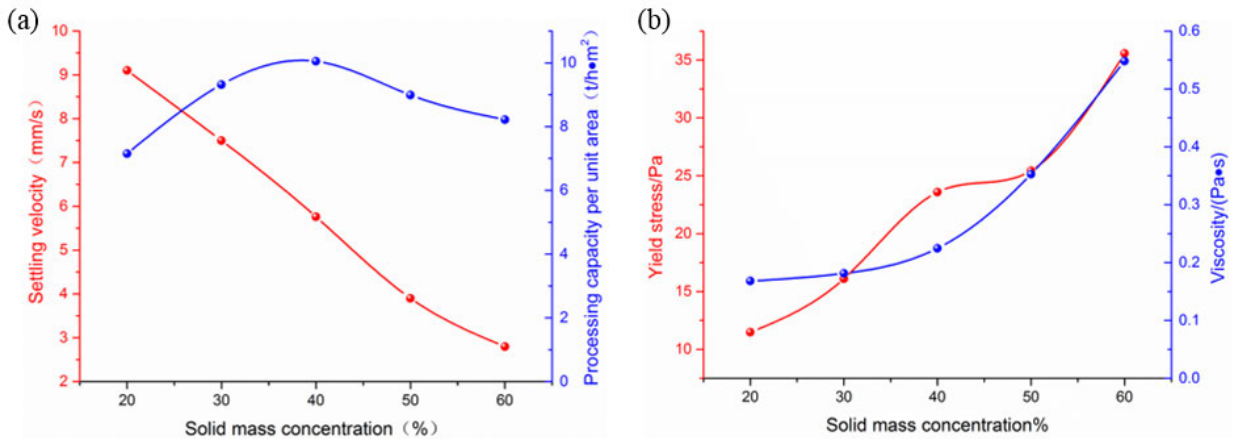 (a)
10
9
8
7
6
5
4
3
2
Settling velocity（mm/s）
10
8
6
4
2
0
Processing capacity per unit area（t/h•m²）
20 30 40 50 60
Solid mass concentration（%）
(b)
35
30
25
20
15
10
Yield stress/Pa
0.6
0.5
0.4
0.3
0.2
0.1
0.0
Viscosity/(Pa•s)
20 30 40 50 60
Solid mass concentration%